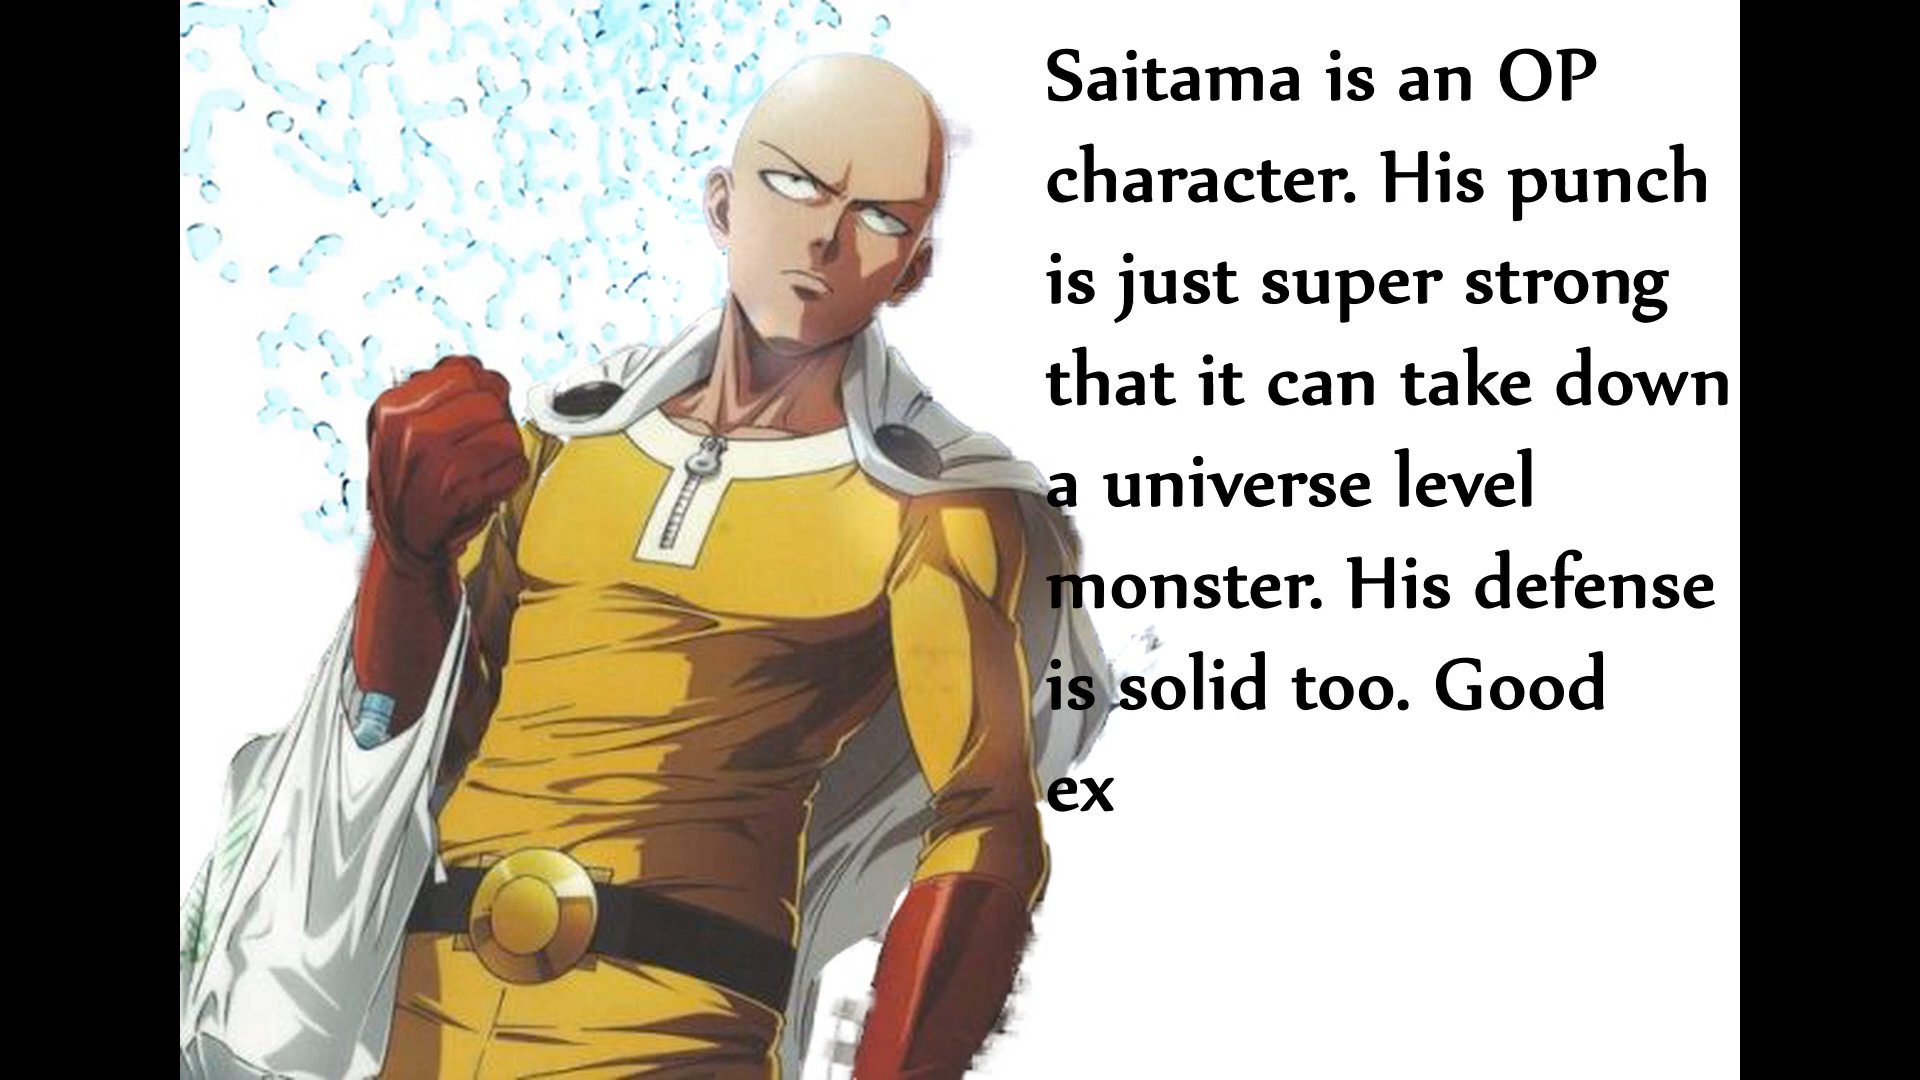 Saitama is an OP
character. His punch
is just super strong
that it can take down
a universe level
monster. His defense
is solid too. Good
ex